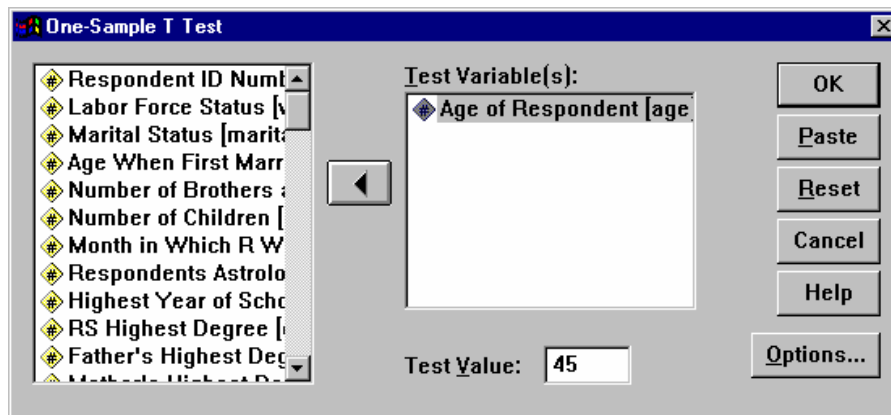 One-Sample T Test
Respondent ID Numb
Labor Force Status [w
Marital Status [marita
Age When First Marr
Number of Brothers a
Number of Children [
Month in Which R W
Respondents Astrolo
Highest Year of Scho
RS Highest Degree [
Father's Highest Deg
Test Variable(s):
Age of Respondent [age
Test Value: 45
OK
Paste
Reset
Cancel
Help
Options...